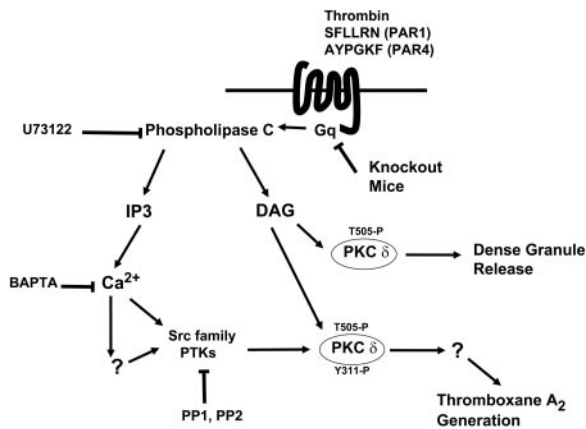 Thrombin
SFLLRN (PAR1)
AYPGKF (PAR4)
U73122
Phospholipase C
Gq
Knockout
Mice
IP3
DAG
T505-P
PKC δ
Dense Granule
Release
BAPTA
Ca²⁺
?
Src family
PTKs
T505-P
PKC δ
Y311-P
?
PP1, PP2
Thromboxane A₂
Generation